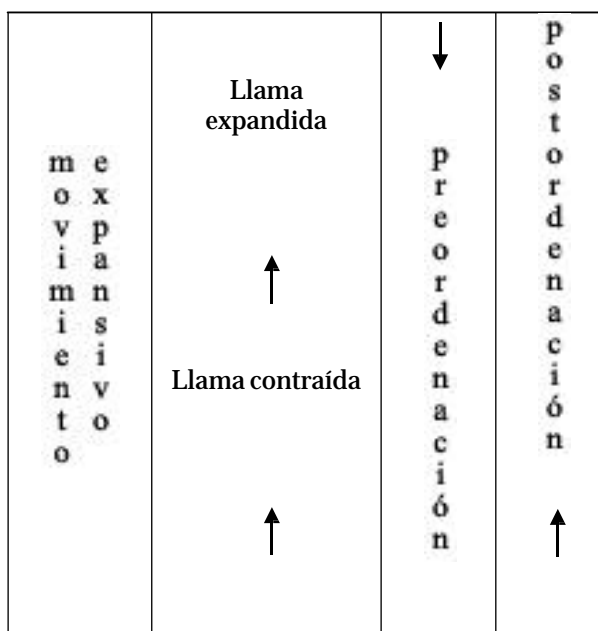 movimiento
expansivo
Llama
expandida
Llama contraída
preordenación
postordenación